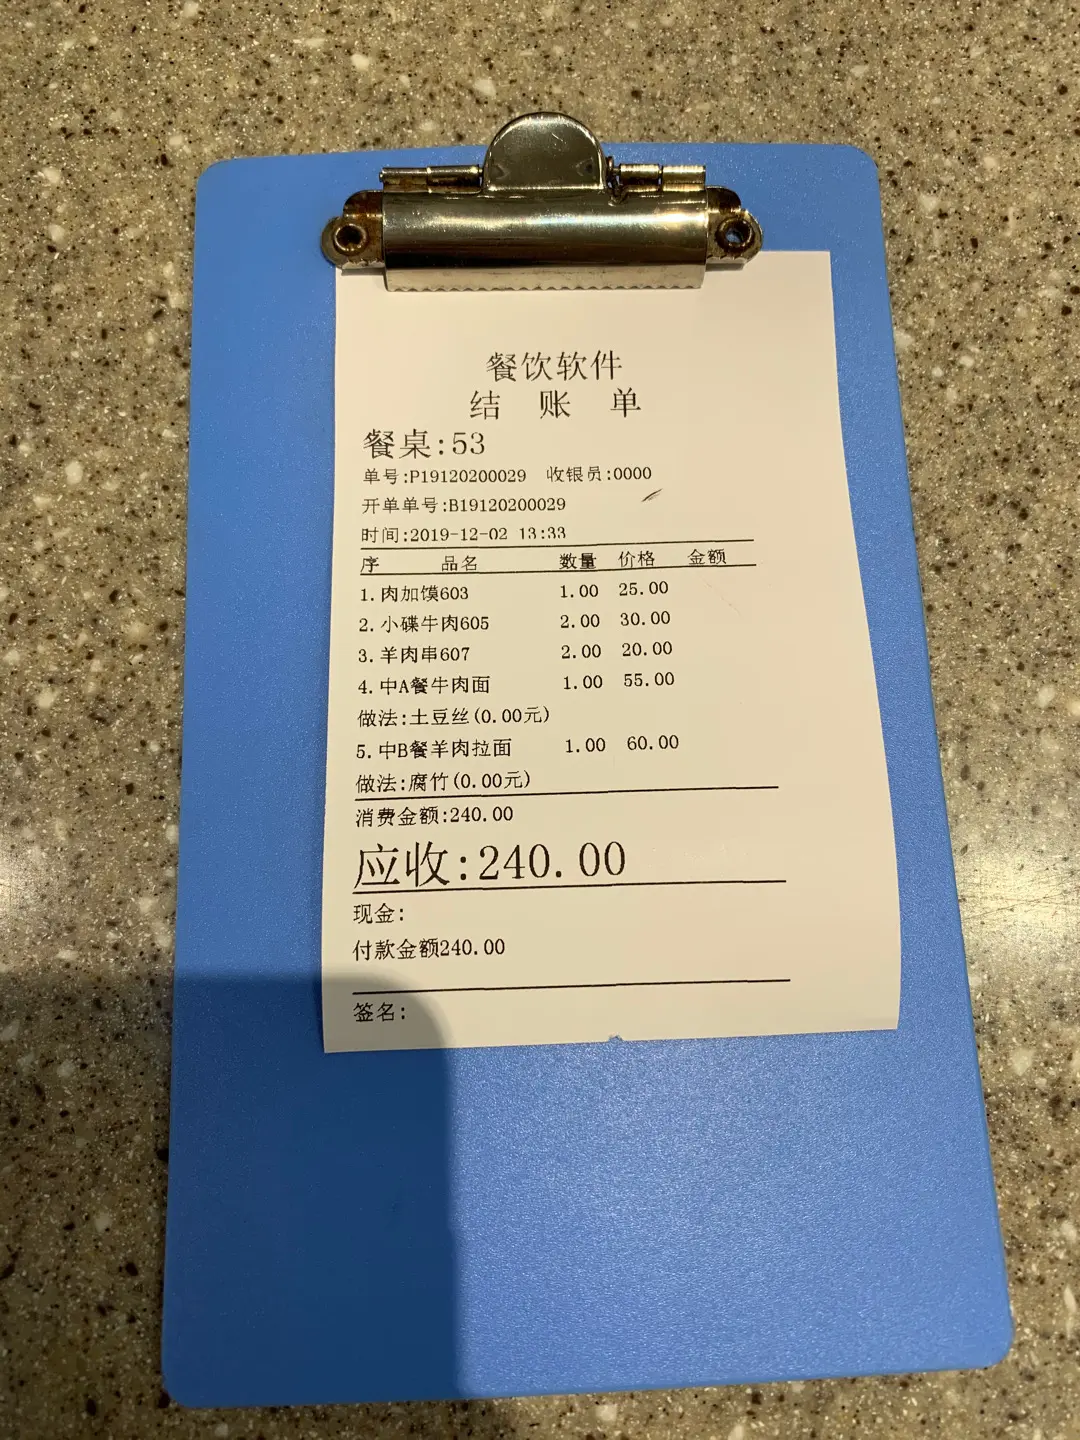 餐饮软件
结 账 单
餐桌:53
单号:P19120200029 收银员:0000
开单单号:B19120200029
时间:2019-12-02 13:33
序 品名 数量 价格 金额
1.肉加馍603 1.00 25.00
2.小碟牛肉605 2.00 30.00
3.羊肉串607 2.00 20.00
4.中A餐牛肉面 1.00 55.00
做法:土豆丝(0.00元)
5.中B餐羊肉拉面 1.00 60.00
做法:腐竹(0.00元)
消费金额:240.00
应收:240.00
现金:
付款金额240.00
签名: